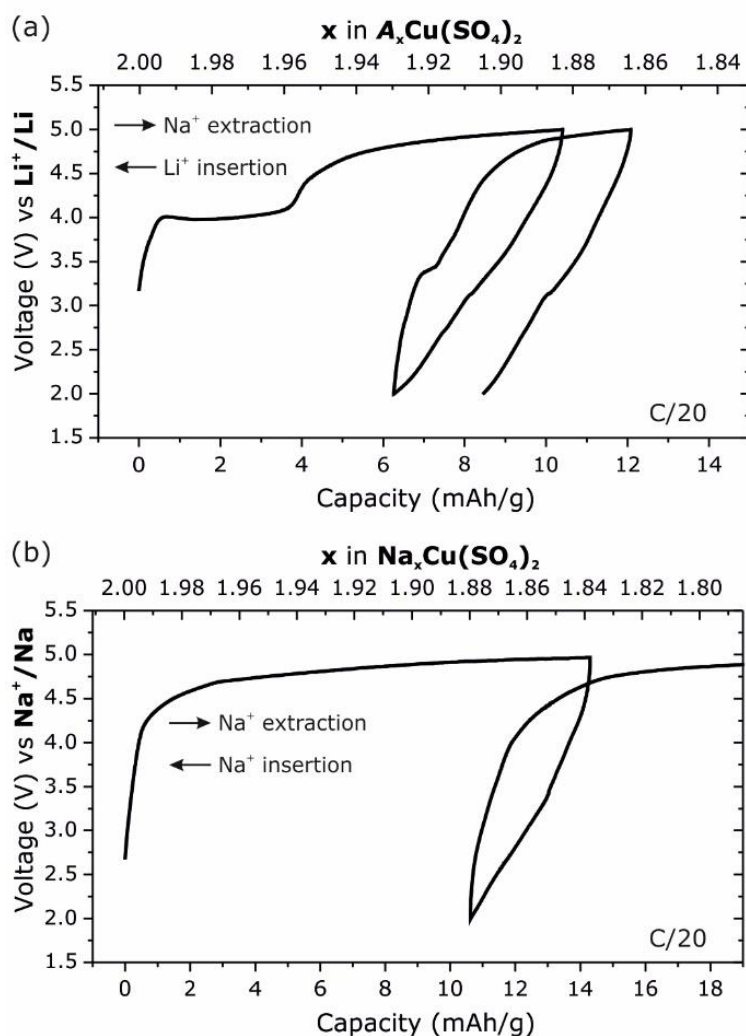 (a)
x in AₓCu(SO₄)₂
2.00 1.98 1.96 1.94 1.93 1.91 1.90 1.88 1.86 1.84
5.5
5.0
4.5
4.0
3.5
3.0
2.5
2.0
1.5
Voltage (V) vs Li⁺/Li
Na⁺ extraction
Li⁺ insertion
C/20
0 2 4 6 8 10 12 14
Capacity (mAh/g)
(b)
x in NaₓCu(SO₄)₂
2.00 1.98 1.96 1.94 1.92 1.90 1.88 1.86 1.84 1.82 1.80
5.5
5.0
4.5
4.0
3.5
3.0
2.5
2.0
1.5
Voltage (V) vs Na⁺/Na
Na⁺ extraction
Na⁺ insertion
C/20
0 2 4 6 8 10 12 14 16 18
Capacity (mAh/g)